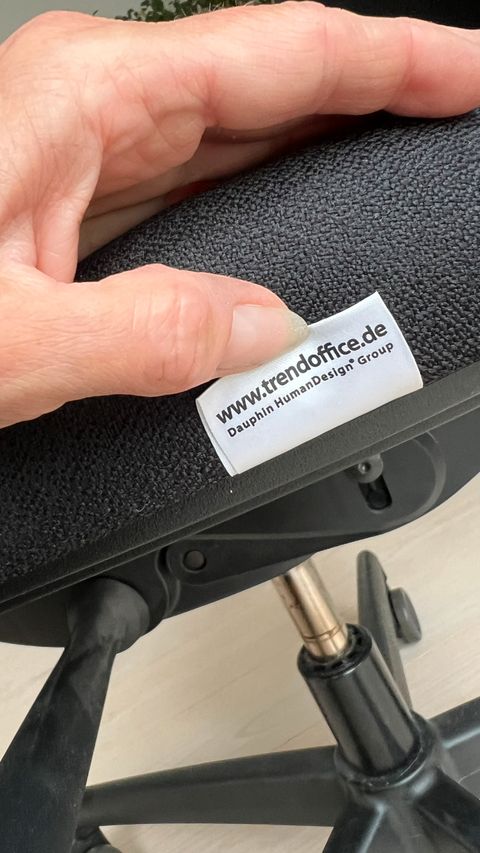 www.trendoffice.de
Dauphin HumanDesign® Group